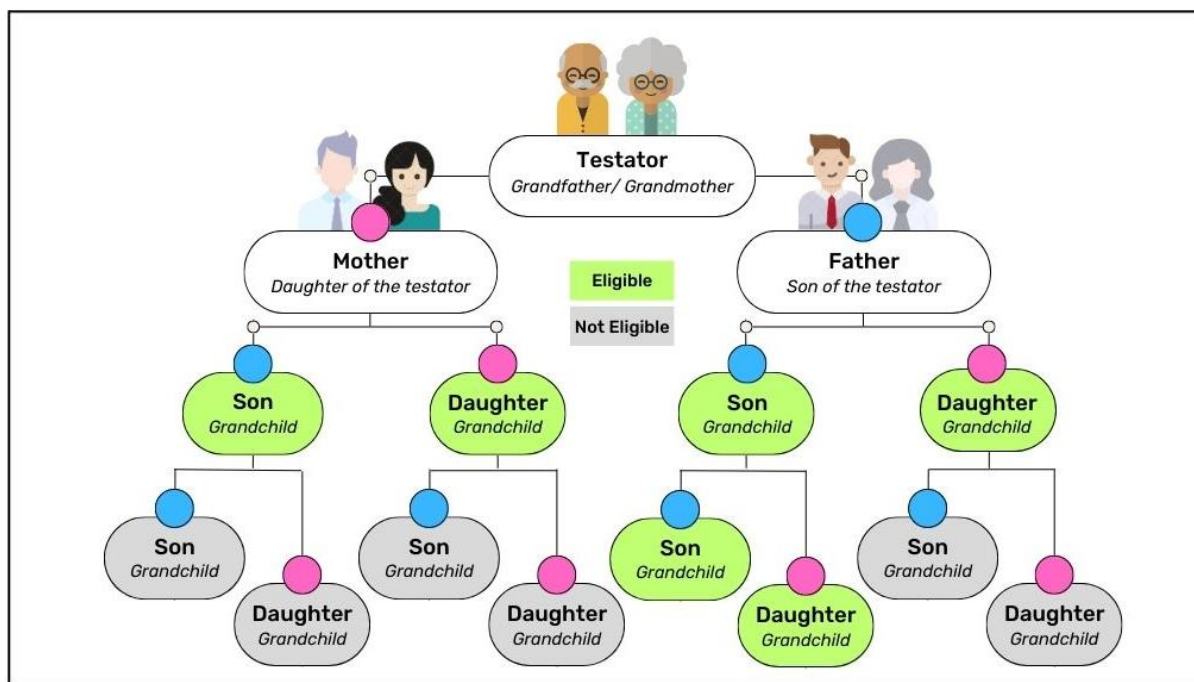 Testator
Grandfather/ Grandmother
Mother
Daughter of the testator
Father
Son of the testator
Eligible
Not Eligible
Son
Grandchild
Daughter
Grandchild
Son
Grandchild
Daughter
Grandchild
Son
Grandchild
Daughter
Grandchild
Son
Grandchild
Daughter
Grandchild
Son
Grandchild
Daughter
Grandchild
Son
Grandchild
Daughter
Grandchild